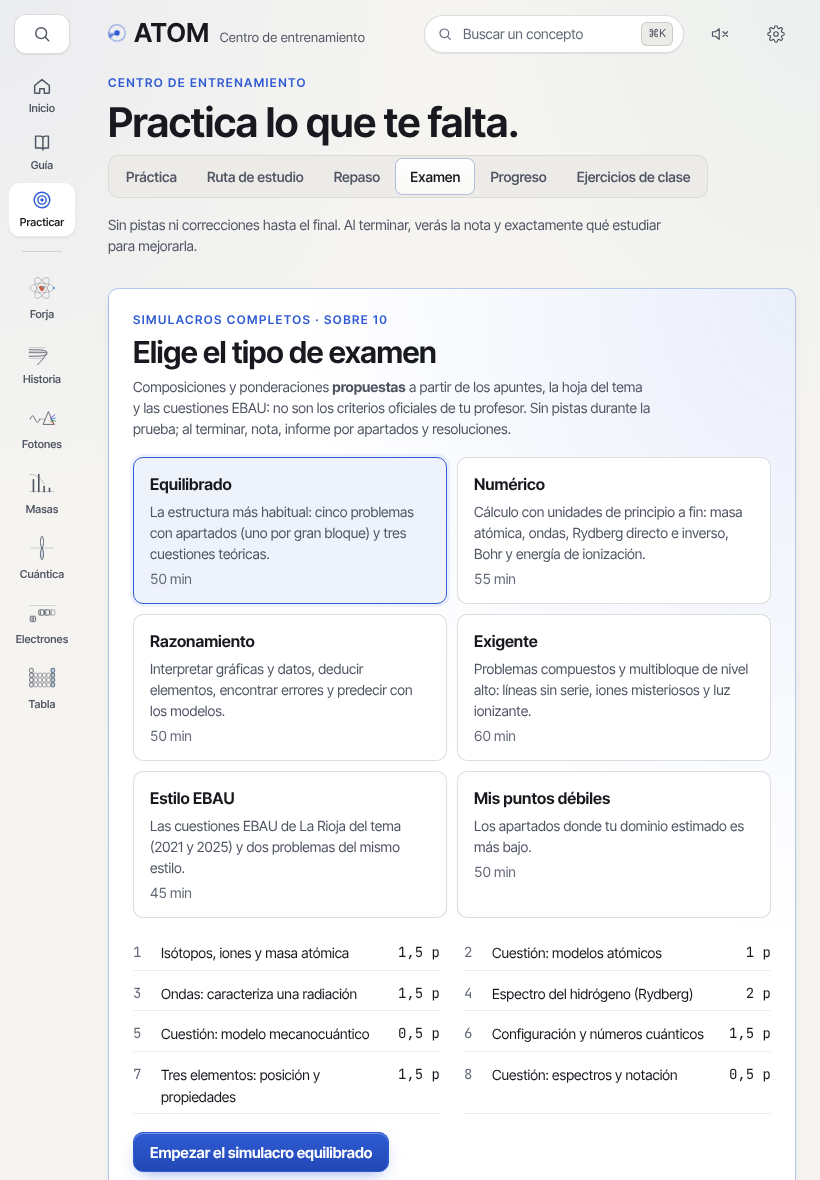 ATOM Centro de entrenamiento
Buscar un concepto ⌘K
Inicio
Guía
Practicar
Forja
Historia
Fotones
Masas
Cuántica
Electrones
Tabla
CENTRO DE ENTRENAMIENTO
Practica lo que te falta.
Práctica Ruta de estudio Repaso Examen Progreso Ejercicios de clase
Sin pistas ni correcciones hasta el final. Al terminar, verás la nota y exactamente qué estudiar
para mejorarla.
SIMULACROS COMPLETOS · SOBRE 10
Elige el tipo de examen
Composiciones y ponderaciones propuestas a partir de los apuntes, la hoja del tema
y las cuestiones EBAU: no son los criterios oficiales de tu profesor. Sin pistas durante la
prueba; al terminar, nota, informe por apartados y resoluciones.
Equilibrado
La estructura más habitual: cinco problemas
con apartados (uno por gran bloque) y tres
cuestiones teóricas.
50 min
Numérico
Cálculo con unidades de principio a fin: masa
atómica, ondas, Rydberg directo e inverso,
Bohr y energía de ionización.
55 min
Razonamiento
Interpretar gráficas y datos, deducir
elementos, encontrar errores y predecir con
los modelos.
50 min
Exigente
Problemas compuestos y multibloque de nivel
alto: líneas sin serie, iones misteriosos y luz
ionizante.
60 min
Estilo EBAU
Las cuestiones EBAU de La Rioja del tema
(2021 y 2025) y dos problemas del mismo
estilo.
45 min
Mis puntos débiles
Los apartados donde tu dominio estimado es
más bajo.
50 min
1 Isótopos, iones y masa atómica 1,5 p
2 Cuestión: modelos atómicos 1 p
3 Ondas: caracteriza una radiación 1,5 p
4 Espectro del hidrógeno (Rydberg) 2 p
5 Cuestión: modelo mecanocuántico 0,5 p
6 Configuración y números cuánticos 1,5 p
7 Tres elementos: posición y 1,5 p
propiedades
8 Cuestión: espectros y notación 0,5 p
Empezar el simulacro equilibrado